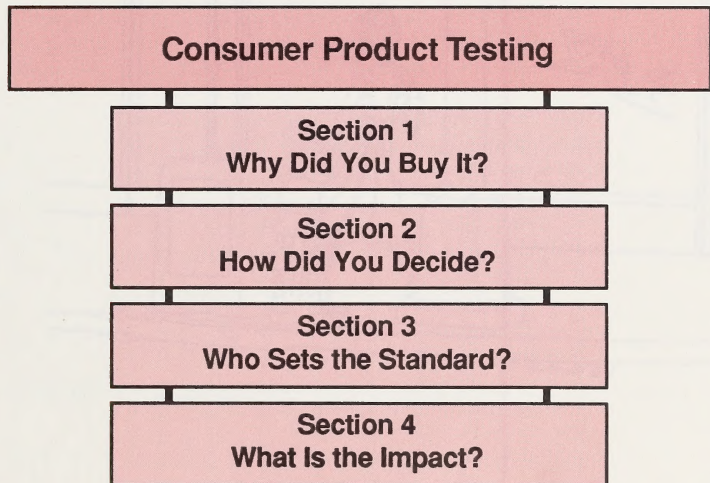 Consumer Product Testing
Section 1
Why Did You Buy It?
Section 2
How Did You Decide?
Section 3
Who Sets the Standard?
Section 4
What Is the Impact?